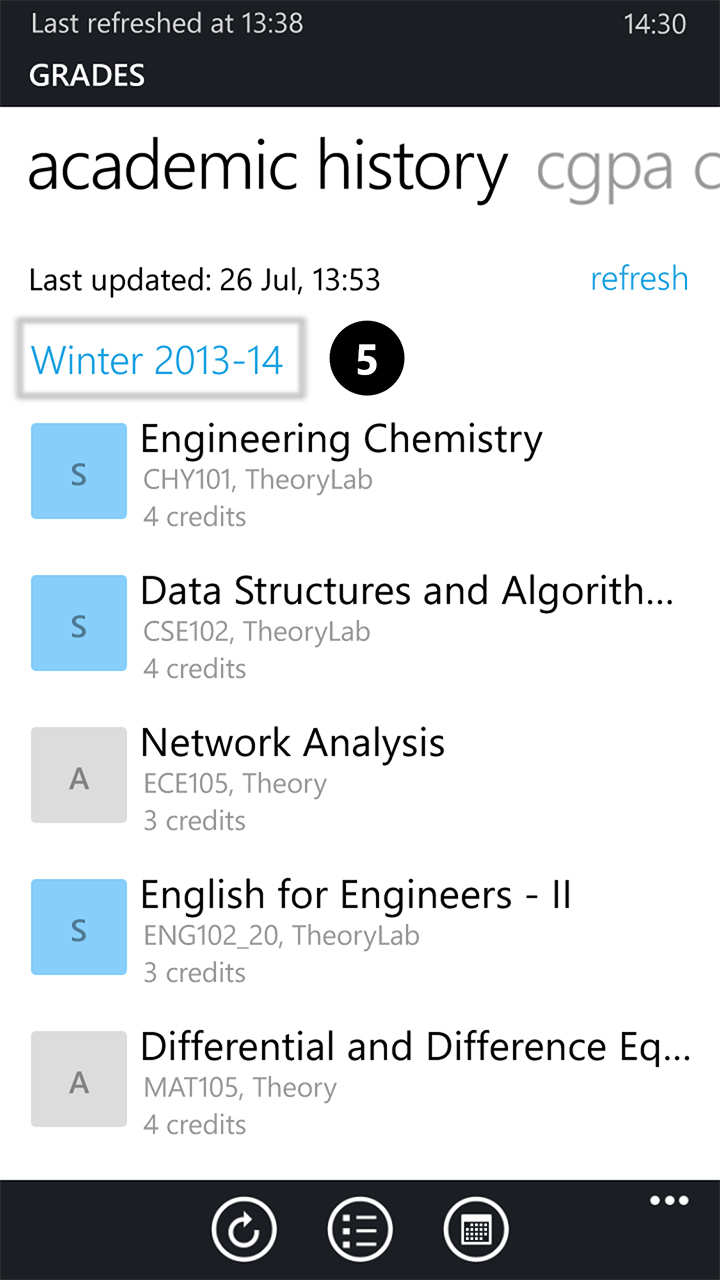 Last refreshed at 13:38 14:30
GRADES
academic history cgpa c
Last updated: 26 Jul, 13:53 refresh
Winter 2013-14 5
S Engineering Chemistry
CHY101, TheoryLab
4 credits
S Data Structures and Algorith...
CSE102, TheoryLab
4 credits
A Network Analysis
ECE105, Theory
3 credits
S English for Engineers - II
ENG102_20, TheoryLab
3 credits
A Differential and Difference Eq...
MAT105, Theory
4 credits